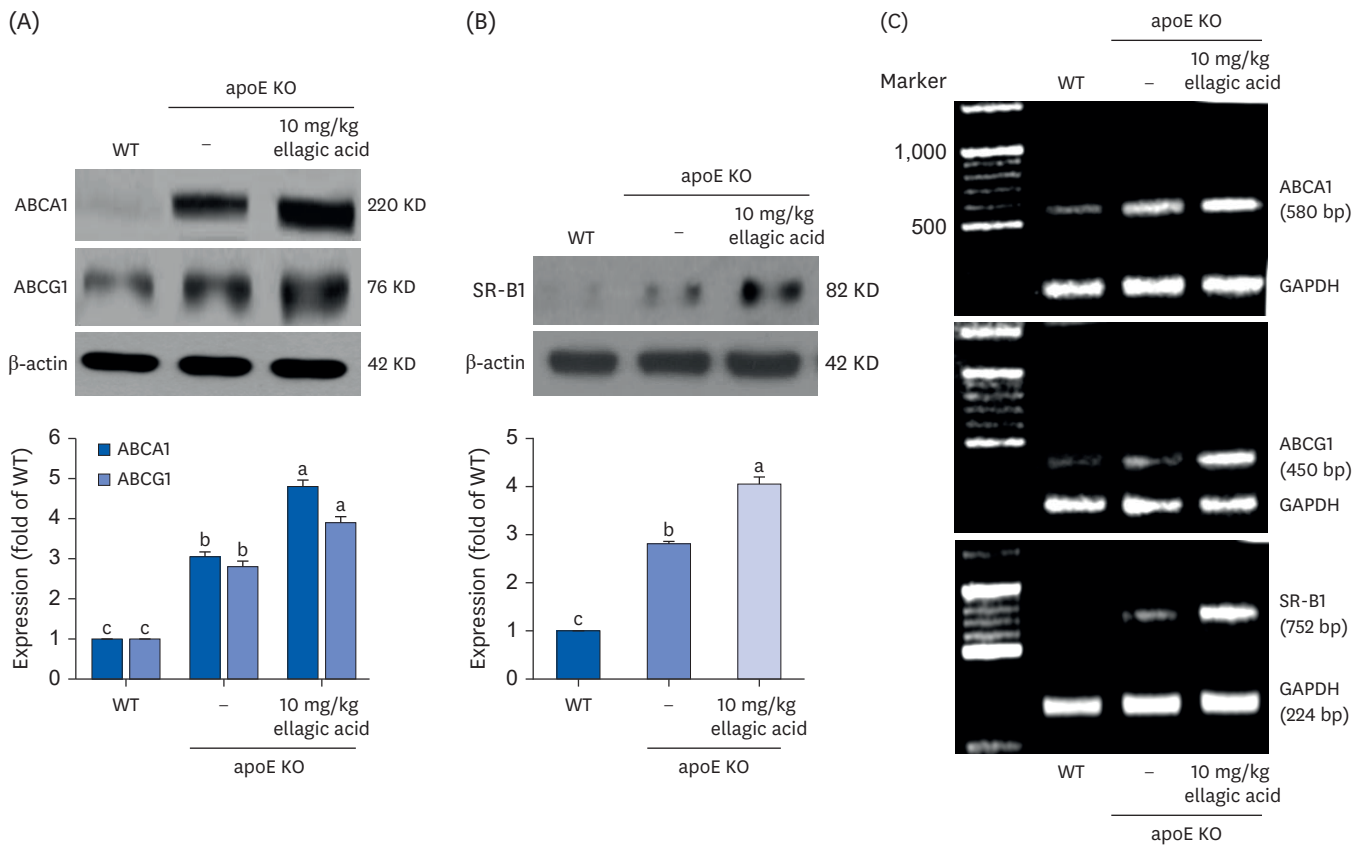 (A)
apoE KO
WT
–
10 mg/kg
ellagic acid
ABCA1
220 KD
ABCG1
76 KD
β-actin
42 KD
Expression (fold of WT)
6
5
4
3
2
1
0
ABCA1
ABCG1
c
c
b
b
a
a
WT
–
10 mg/kg
ellagic acid
apoE KO
(B)
apoE KO
WT
–
10 mg/kg
ellagic acid
SR-B1
82 KD
β-actin
42 KD
Expression (fold of WT)
5
4
3
2
1
0
c
b
a
WT
–
10 mg/kg
ellagic acid
apoE KO
(C)
apoE KO
Marker
WT
–
10 mg/kg
ellagic acid
1,000
500
ABCA1
(580 bp)
GAPDH
ABCG1
(450 bp)
GAPDH
SR-B1
(752 bp)
GAPDH
(224 bp)
WT
–
10 mg/kg
ellagic acid
apoE KO